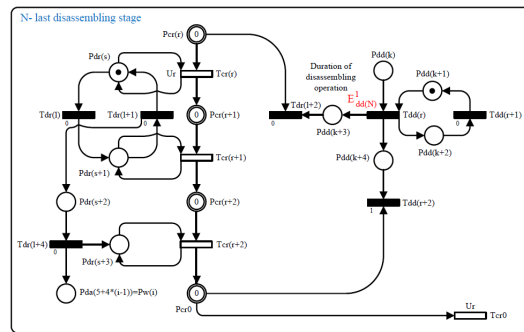 N- last disassembling stage
Pcr(r)
0
Pdr(s)
Ur
Tcr(r)
Tdr(l)
0
Tdr(l+1)
0
Pcr(r+1)
0
Pdr(s+1)
Tcr(r+1)
Pdr(s+2)
Pcr(r+2)
0
Tdr(l+4)
0
Pdr(s+3)
Tcr(r+2)
Pda(5+4*(i-1))=Pw(i)
Pcr0
0
Duration of
disassembling
operation
E¹dd(N)
Tdr(l+2)
0
Pdd(k+3)
Pdd(k)
Pdd(k+1)
Tdd(r)
0
Tdd(r+1)
0
Pdd(k+2)
Pdd(k+4)
Tdd(r+2)
1
Ur
Tcr0